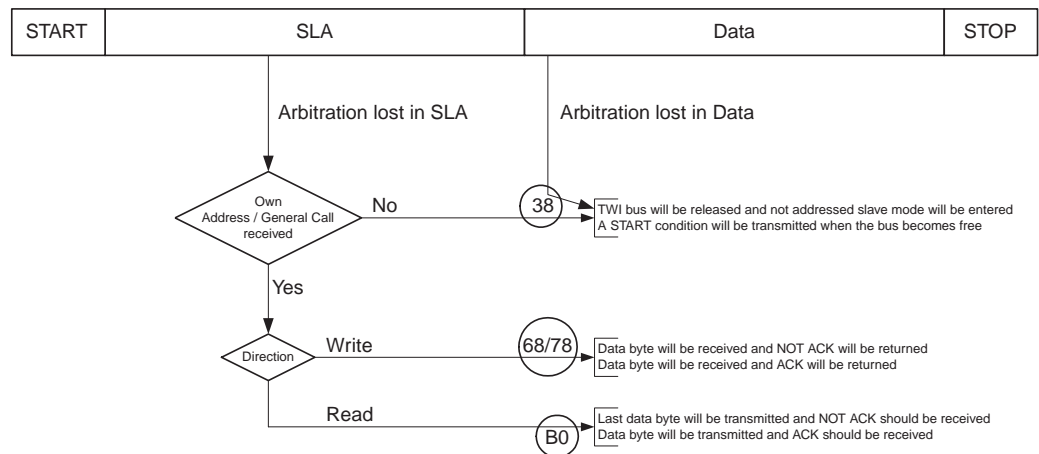 START SLA Data STOP
Arbitration lost in SLA Arbitration lost in Data
Own
Address / General Call
received
No
38
TWI bus will be released and not addressed slave mode will be entered
A START condition will be transmitted when the bus becomes free
Yes
Direction
Write
68/78
Data byte will be received and NOT ACK will be returned
Data byte will be received and ACK will be returned
Read
B0
Last data byte will be transmitted and NOT ACK should be received
Data byte will be transmitted and ACK should be received